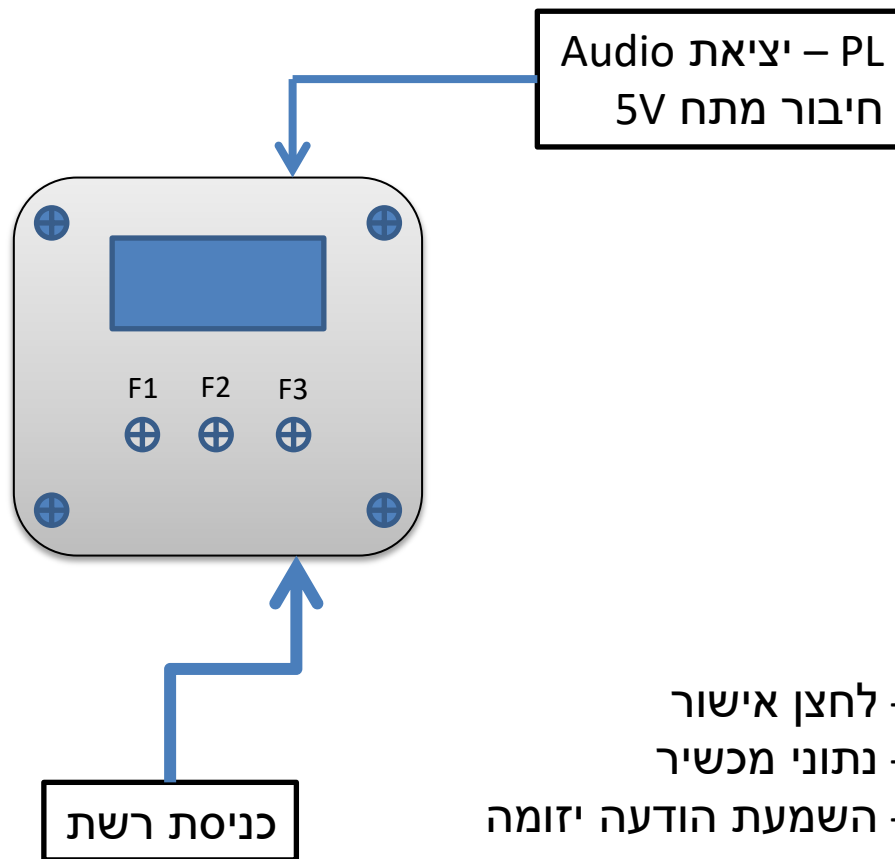 PL – יציאת Audio
חיבור מתח 5V
F1 F2 F3
- לחצן אישור
- נתוני מכשיר
- השמעת הודעה יזומה
כניסת רשת